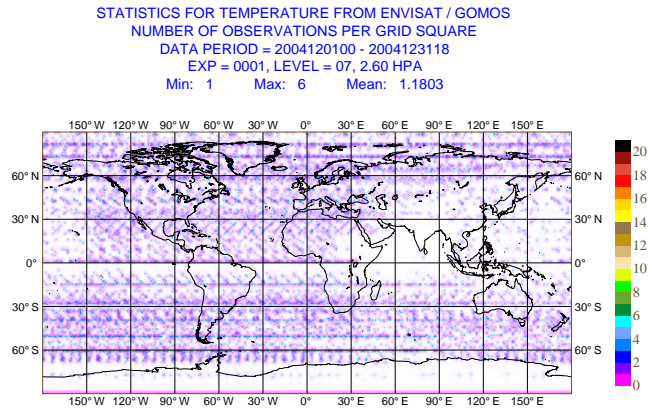 STATISTICS FOR TEMPERATURE FROM ENVISAT / GOMOS
NUMBER OF OBSERVATIONS PER GRID SQUARE
DATA PERIOD = 2004120100 - 2004123118
EXP = 0001, LEVEL = 07, 2.60 HPA
Min: 1 Max: 6 Mean: 1.1803
150°W 120°W 90°W 60°W 30°W 0° 30°E 60°E 90°E 120°E 150°E
60°N 60°N
30°N 30°N
0° 0°
30°S 30°S
60°S 60°S
150°W 120°W 90°W 60°W 30°W 0° 30°E 60°E 90°E 120°E 150°E
20
18
16
14
12
10
8
6
4
2
0